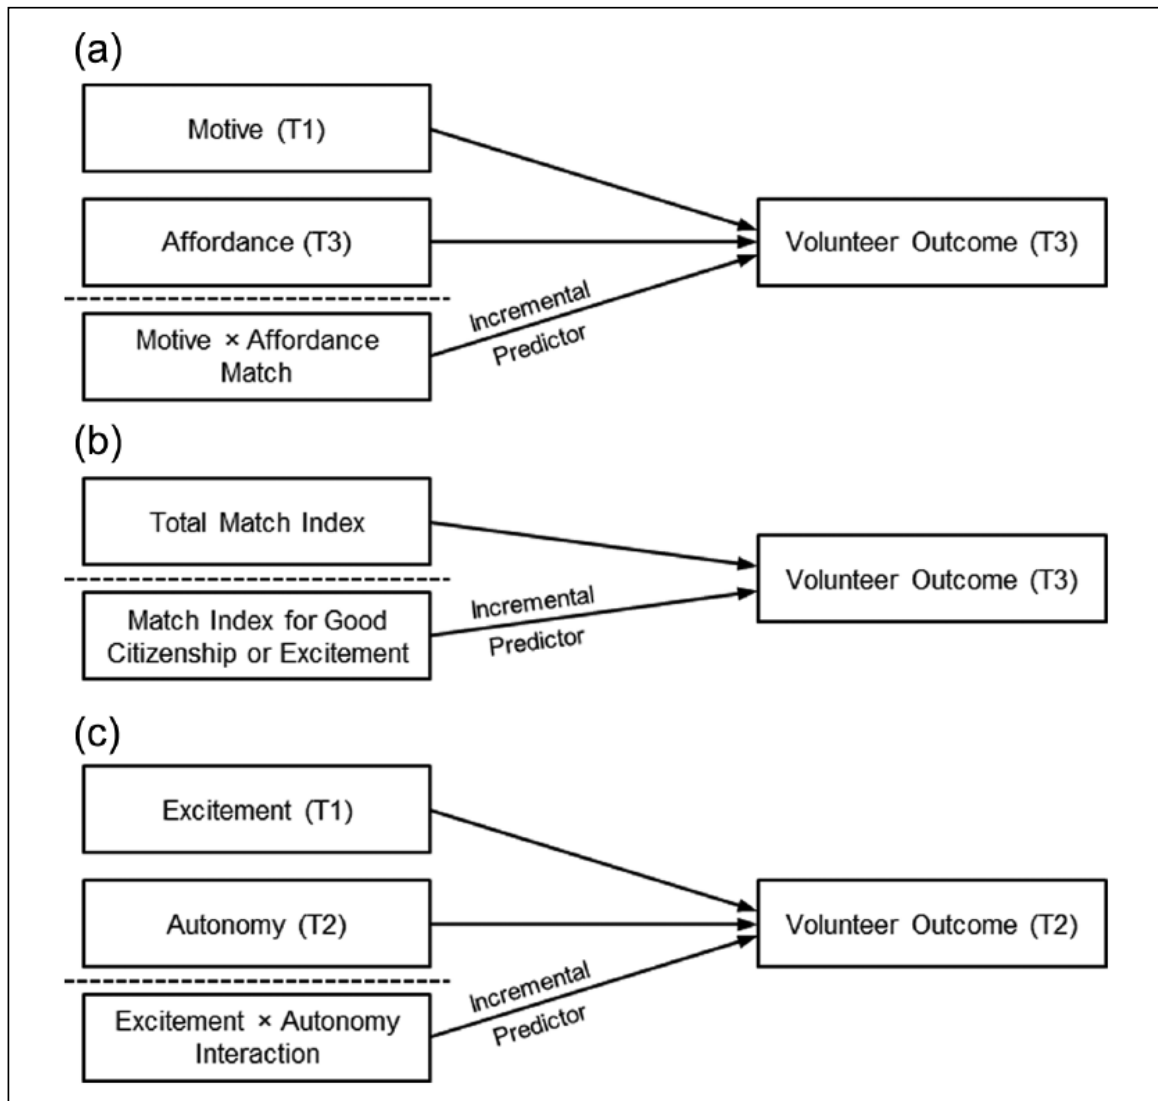 (a)
Motive (T1)
Affordance (T3)
Volunteer Outcome (T3)
Motive × Affordance
Match
Incremental
Predictor
(b)
Total Match Index
Volunteer Outcome (T3)
Match Index for Good
Citizenship or Excitement
Incremental
Predictor
(c)
Excitement (T1)
Autonomy (T2)
Volunteer Outcome (T2)
Excitement × Autonomy
Interaction
Incremental
Predictor